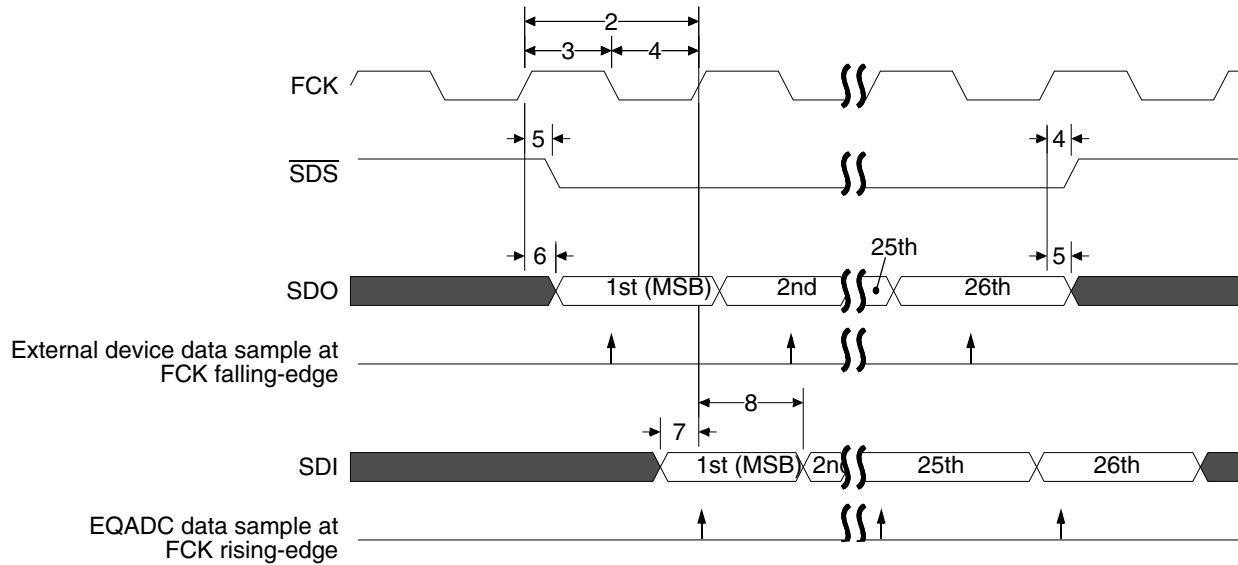 2
3 4
FCK
5 4
SDS
25th
6 5
SDO 1st (MSB) 2nd 26th
External device data sample at
FCK falling-edge
8
7
SDI 1st (MSB) 2nd 25th 26th
EQADC data sample at
FCK rising-edge